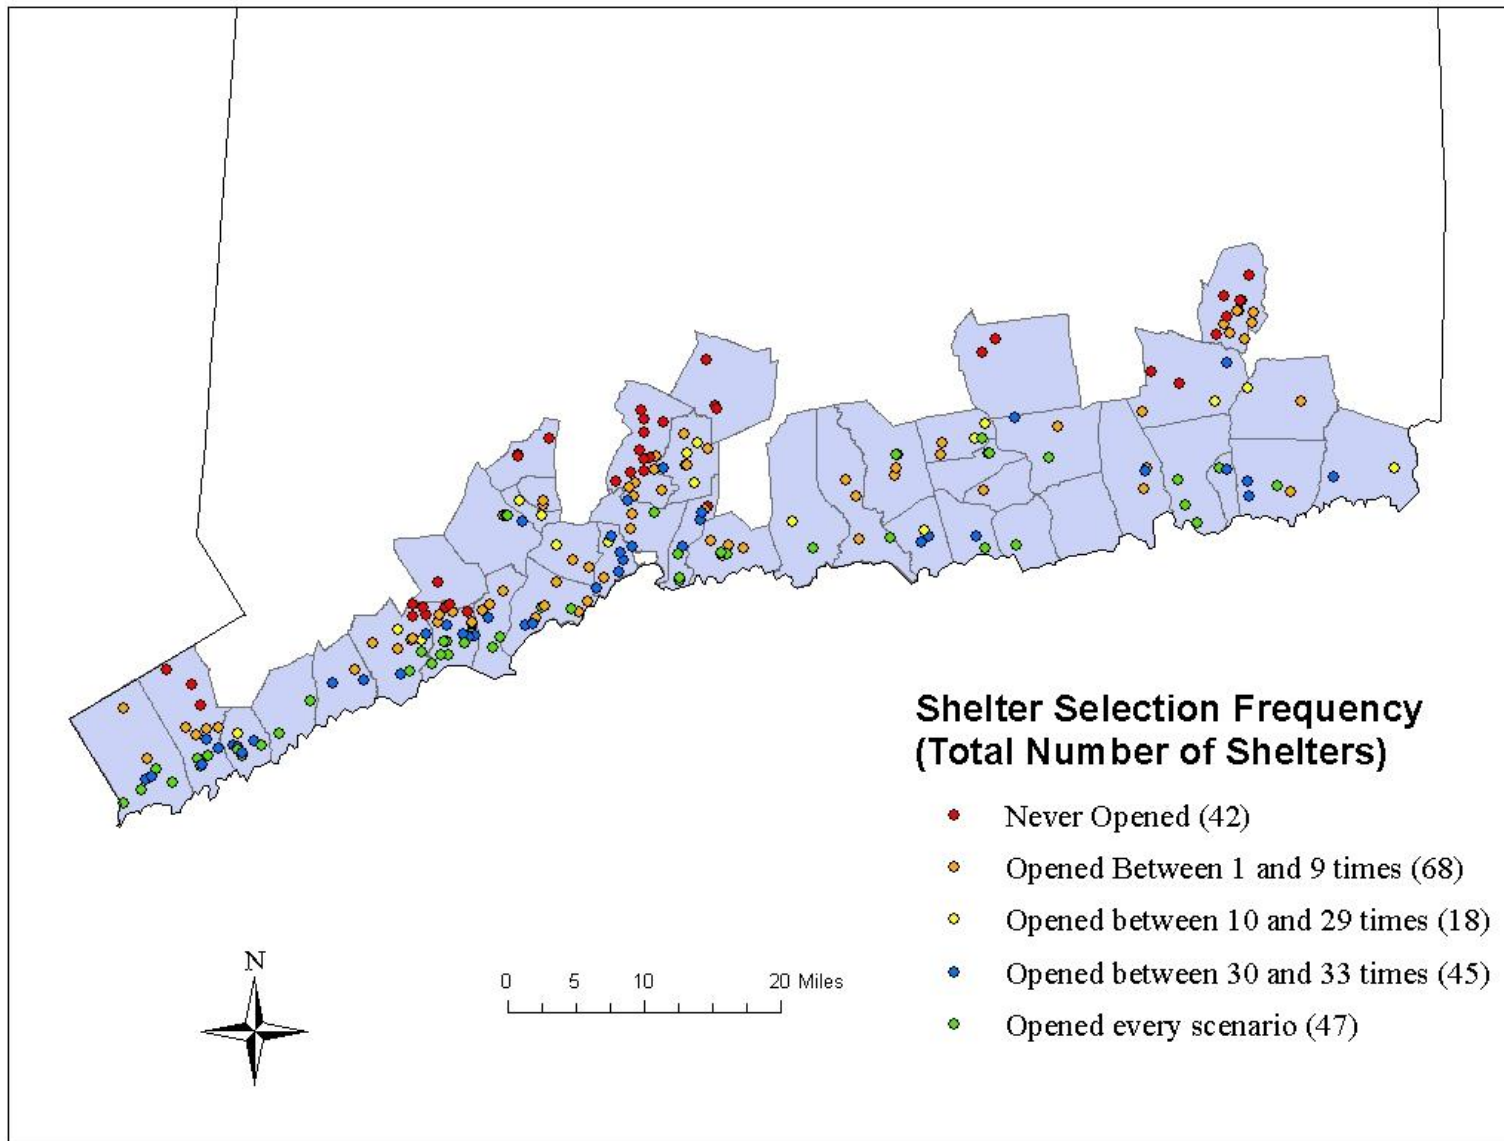 Shelter Selection Frequency
(Total Number of Shelters)
Never Opened (42)
Opened Between 1 and 9 times (68)
Opened between 10 and 29 times (18)
Opened between 30 and 33 times (45)
Opened every scenario (47)
N
0 5 10 20 Miles